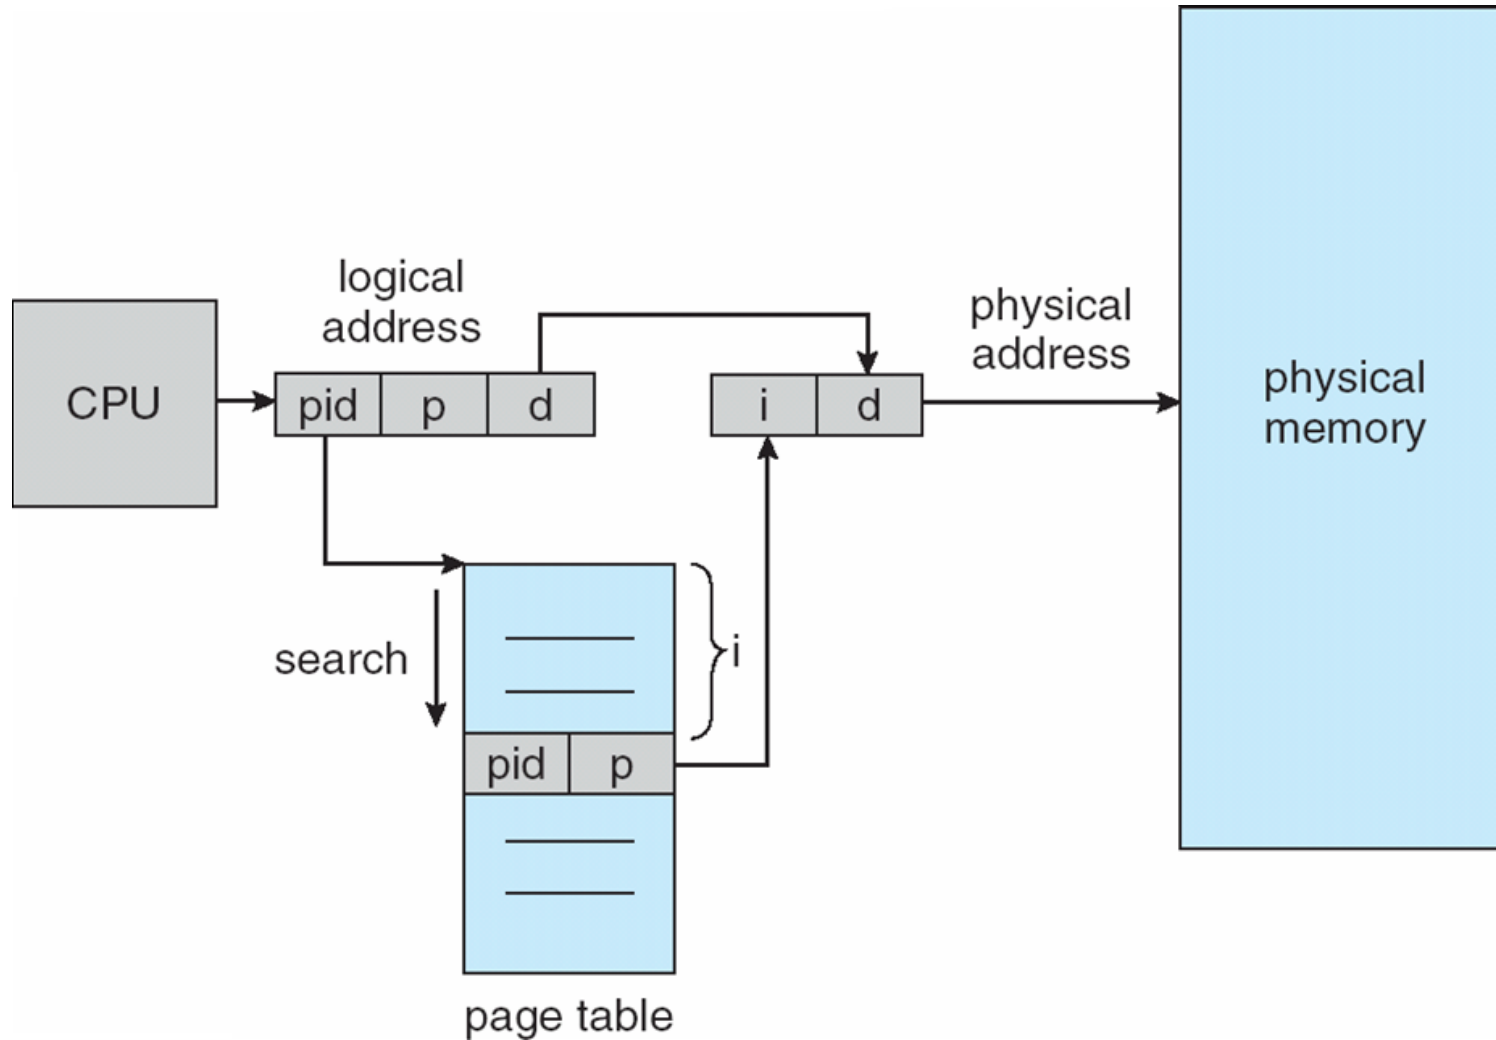 logical
address
physical
address
CPU
pid
p
d
i
d
physical
memory
search
i
pid
p
page table